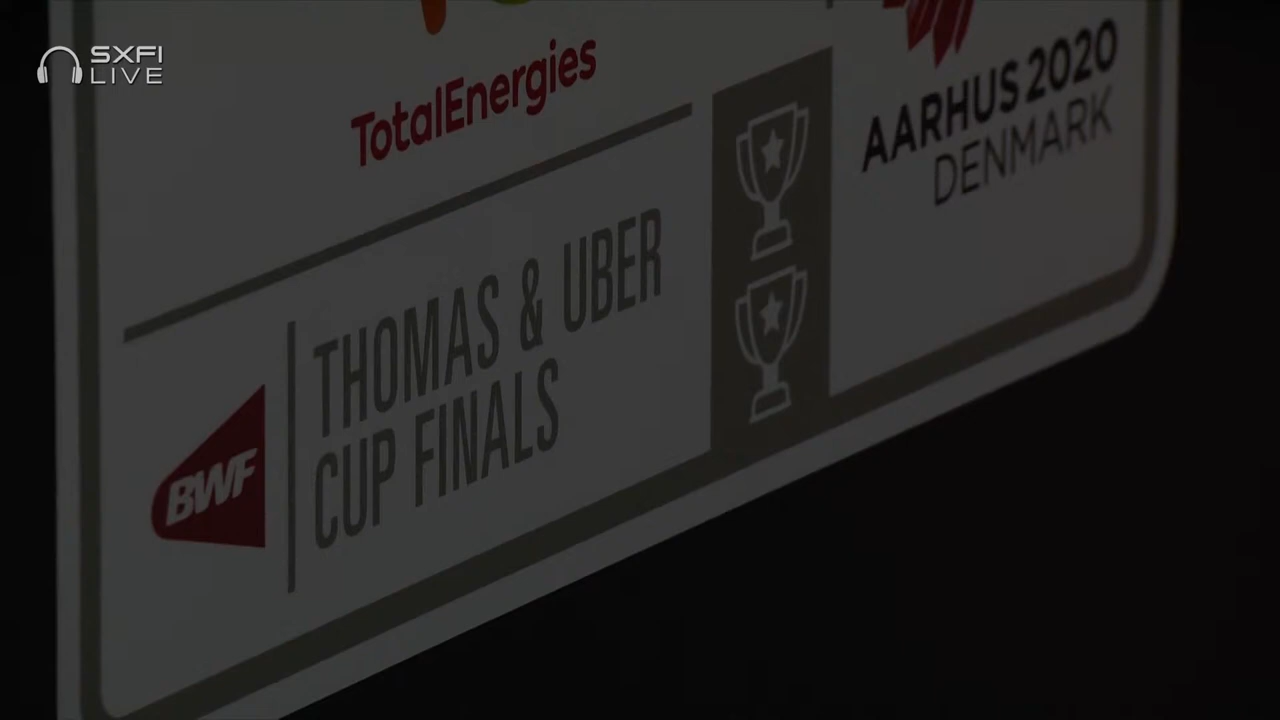 SXFI
LIVE
TotalEnergies
AARHUS 2020
DENMARK
THOMAS & UBER
CUP FINALS
BWF